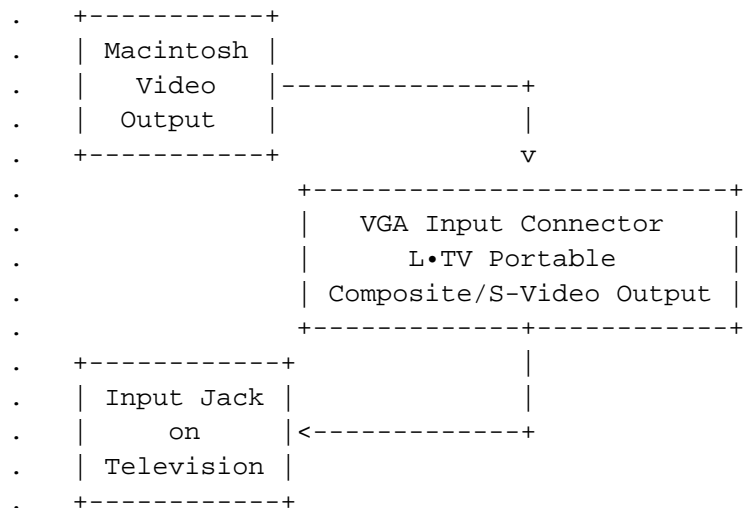 .    +-----------+
.    | Macintosh |
.    |   Video   |---------------+
.    |  Output   |               |
.    +-----------+               v
.                  +--------------------------+
.                  |   VGA Input Connector    |
.                  |      L•TV Portable       |
.                  | Composite/S-Video Output |
.                  +-------------+------------+
.    +------------+              |
.    | Input Jack |              |
.    |     on     |<-------------+
.    | Television |
.    +------------+